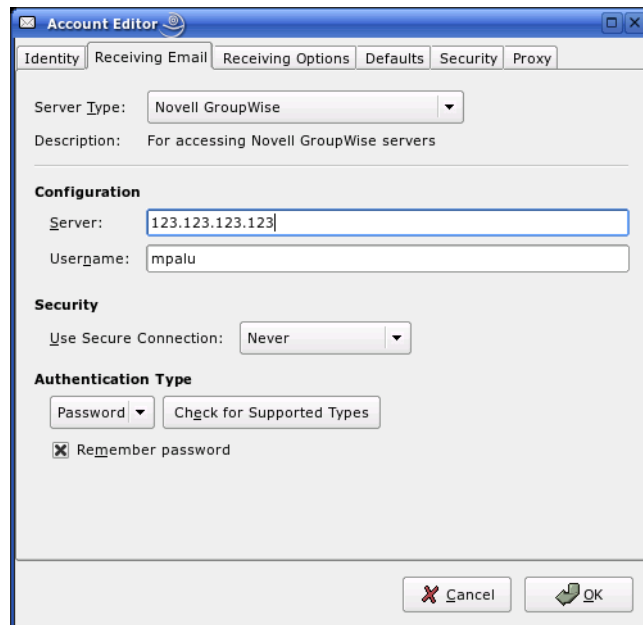 Account Editor
Identity Receiving Email Receiving Options Defaults Security Proxy
Server Type: Novell GroupWise
Description: For accessing Novell GroupWise servers
Configuration
Server: 123.123.123.123
Username: mpalu
Security
Use Secure Connection: Never
Authentication Type
Password Check for Supported Types
Remember password
Cancel OK